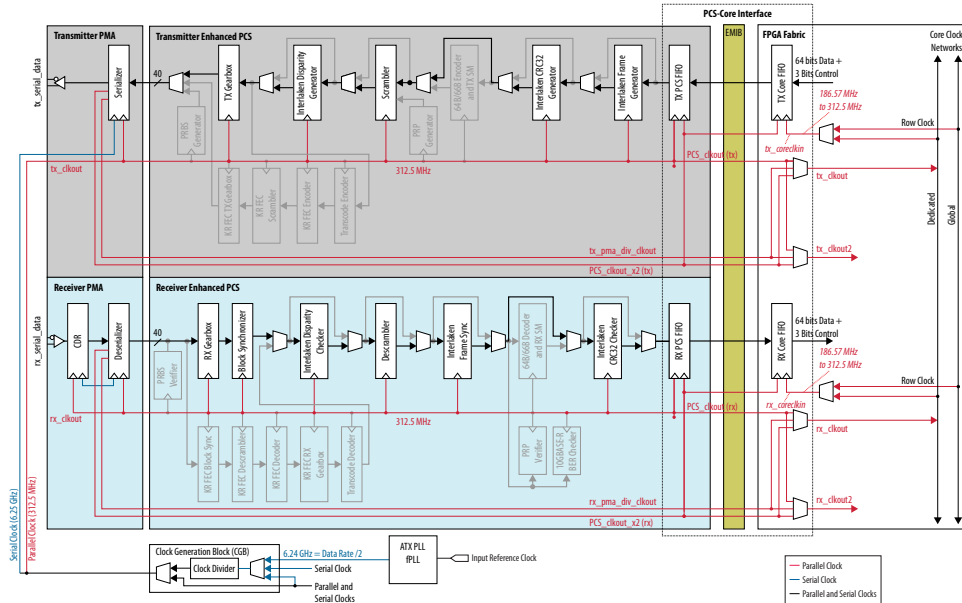 PCS-Core Interface
Transmitter PMA
Transmitter Enhanced PCS
EMIB
FPGA Fabric
Core Clock
Networks
tx_serial_data
Serializer
40
TX Gearbox
Interlaken Disparity
Generator
Scrambler
64B/66B Encoder
and TX SM
Interlaken CRC32
Generator
Interlaken Frame
Generator
TX PCS FIFO
TX Core FIFO
64 bits Data +
3 Bits Control
PRBS
Generator
PRP
Generator
186.57 MHz
to 312.5 MHz
Row Clock
tx_coreclkin
tx_clkout
312.5 MHz
PCS_clkout (tx)
tx_clkout
KR FEC TX Gearbox
KR FEC
Scrambler
KR FEC Encoder
Transcode Encoder
Dedicated
Global
tx_pma_div_clkout
tx_clkout2
PCS_clkout_x2 (tx)
Receiver PMA
Receiver Enhanced PCS
rx_serial_data
CDR
Deserializer
40
RX Gearbox
Block Synchronizer
Interlaken Disparity
Checker
Descrambler
Interlaken
Frame Sync
64B/66B Decoder
and RX SM
Interlaken
CRC32 Checker
RX PCS FIFO
RX Core FIFO
64 bits Data +
3 Bits Control
PRBS
Verifier
186.57 MHz
to 312.5 MHz
Row Clock
rx_coreclkin
rx_clkout
312.5 MHz
PCS_clkout (rx)
rx_clkout
KR FEC Block Sync
KR FEC Descrambler
KR FEC Decoder
KR FEC RX
Gearbox
Transcode Decoder
PRP
Verifier
10GBASE-R
BER Checker
rx_pma_div_clkout
rx_clkout2
PCS_clkout_x2 (rx)
Serial Clock (6.25 GHz)
Parallel Clock (312.5 MHz)
Clock Generation Block (CGB)
Clock Divider
6.24 GHz = Data Rate/2
Serial Clock
Parallel and
Serial Clocks
ATX PLL
fPLL
Input Reference Clock
Parallel Clock
Serial Clock
Parallel and Serial Clocks